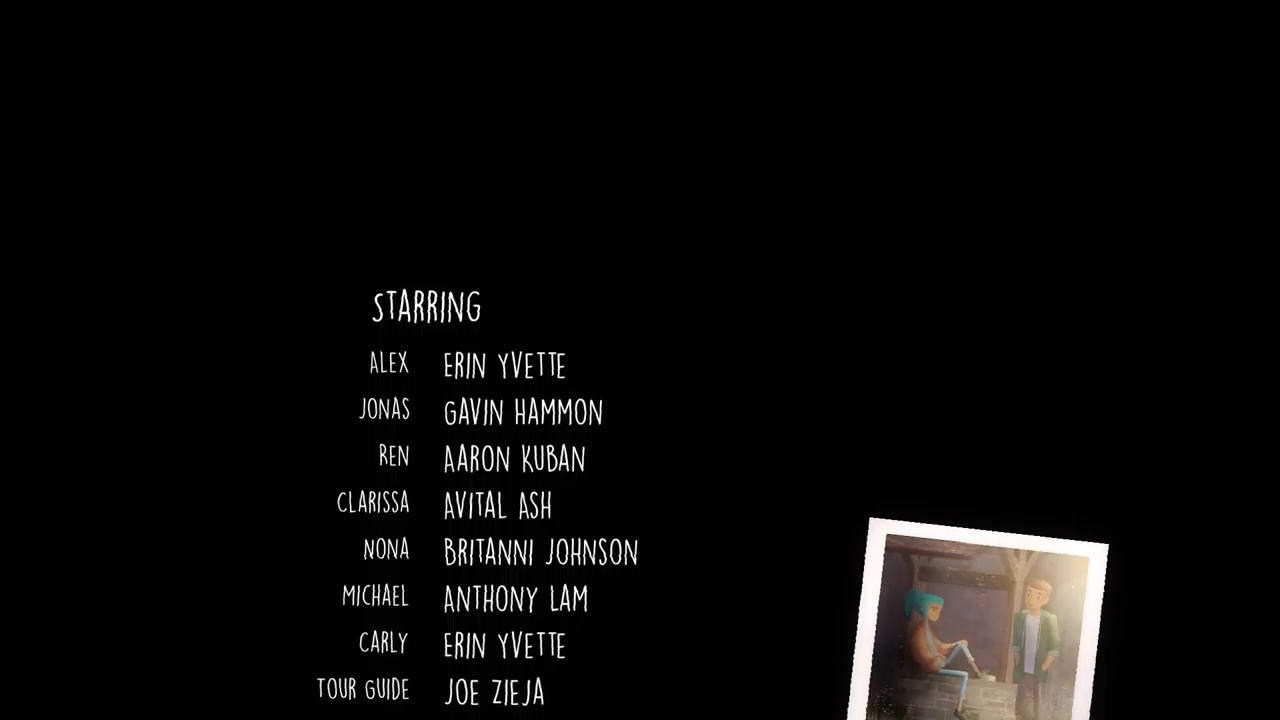 STARRING
ALEX ERIN YVETTE
JONAS GAVIN HAMMON
REN AARON KUBAN
CLARISSA AVITAL ASH
NONA BRITANNI JOHNSON
MICHAEL ANTHONY LAM
CARLY ERIN YVETTE
TOUR GUIDE JOE ZIEJA